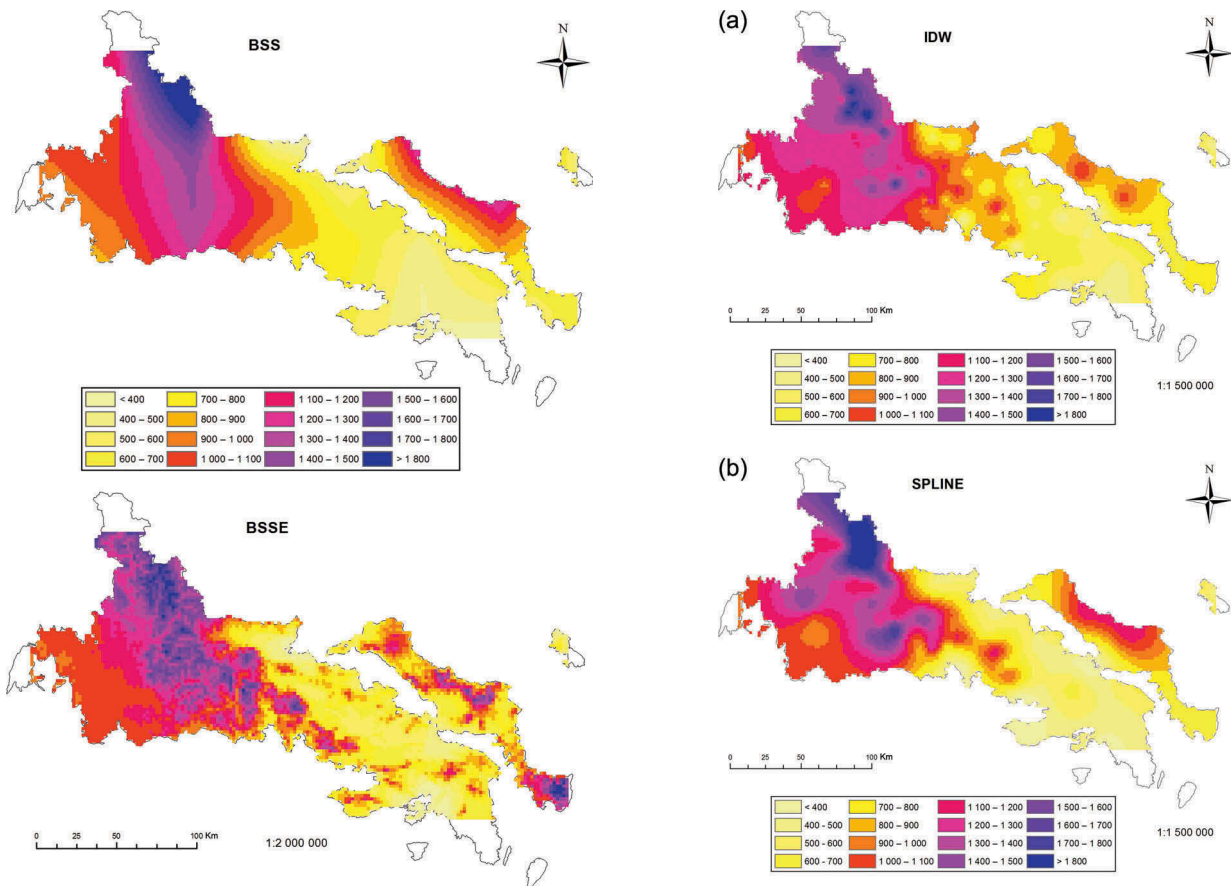 BSS
N
< 400
700 – 800
1 100 – 1 200
1 500 – 1 600
400 – 500
800 – 900
1 200 – 1 300
1 600 – 1 700
500 – 600
900 – 1 000
1 300 – 1 400
1 700 – 1 800
600 – 700
1 000 – 1 100
1 400 – 1 500
> 1 800
BSSE
0 25 50 100 Km
1:2 000 000
(a)
IDW
N
0 25 50 100 Km
< 400
700 – 800
1 100 – 1 200
1 500 – 1 600
400 – 500
800 – 900
1 200 – 1 300
1 600 – 1 700
500 – 600
900 – 1 000
1 300 – 1 400
1 700 – 1 800
600 – 700
1 000 – 1 100
1 400 – 1 500
> 1 800
1:1 500 000
(b)
SPLINE
N
0 25 50 100 Km
< 400
700 – 800
1 100 – 1 200
1 500 – 1 600
400 - 500
800 – 900
1 200 – 1 300
1 600 – 1 700
500 - 600
900 – 1 000
1 300 – 1 400
1 700 – 1 800
600 - 700
1 000 – 1 100
1 400 – 1 500
> 1 800
1:1 500 000